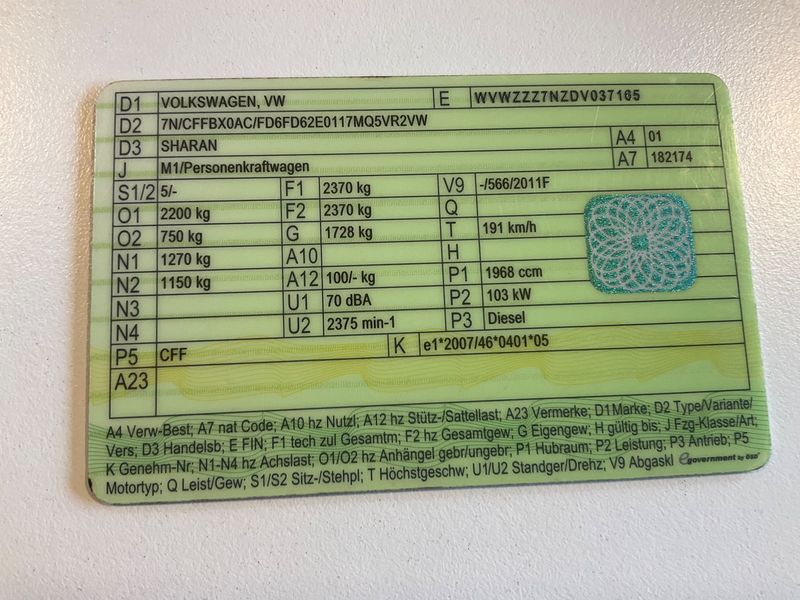 D1 VOLKSWAGEN, VW E WVWZZZ7NZDV037165
D2 7N/CFFBX0AC/FD6FD62E0117MQ5VR2VW
D3 SHARAN A4 01
J M1/Personenkraftwagen A7 182174
S1/2 5/- F1 2370 kg V9 -/566/2011F
O1 2200 kg F2 2370 kg Q
O2 750 kg G 1728 kg T 191 km/h
N1 1270 kg A10 H
N2 1150 kg A12 100/- kg P1 1968 ccm
N3 U1 70 dBA P2 103 kW
N4 U2 2375 min-1 P3 Diesel
P5 CFF K e1*2007/46*0401*05
A23
A4 Verw-Best; A7 nat Code; A10 hz Nutzl; A12 hz Stütz-/Sattellast; A23 Vermerke; D1Marke; D2 Type/Variante/
Vers; D3 Handelsb; E FIN; F1 tech zul Gesamtm; F2 hz Gesamtgew; G Eigengew; H gültig bis; J Fzg-Klasse/Art;
K Genehm-Nr; N1-N4 hz Achslast; O1/O2 hz Anhängel gebr/ungebr; P1 Hubraum; P2 Leistung; P3 Antrieb; P5
Motortyp; Q Leist/Gew; S1/S2 Sitz-/Stehpl; T Höchstgeschw; U1/U2 Standger/Drehz; V9 Abgaskl egovernment by ÖSD